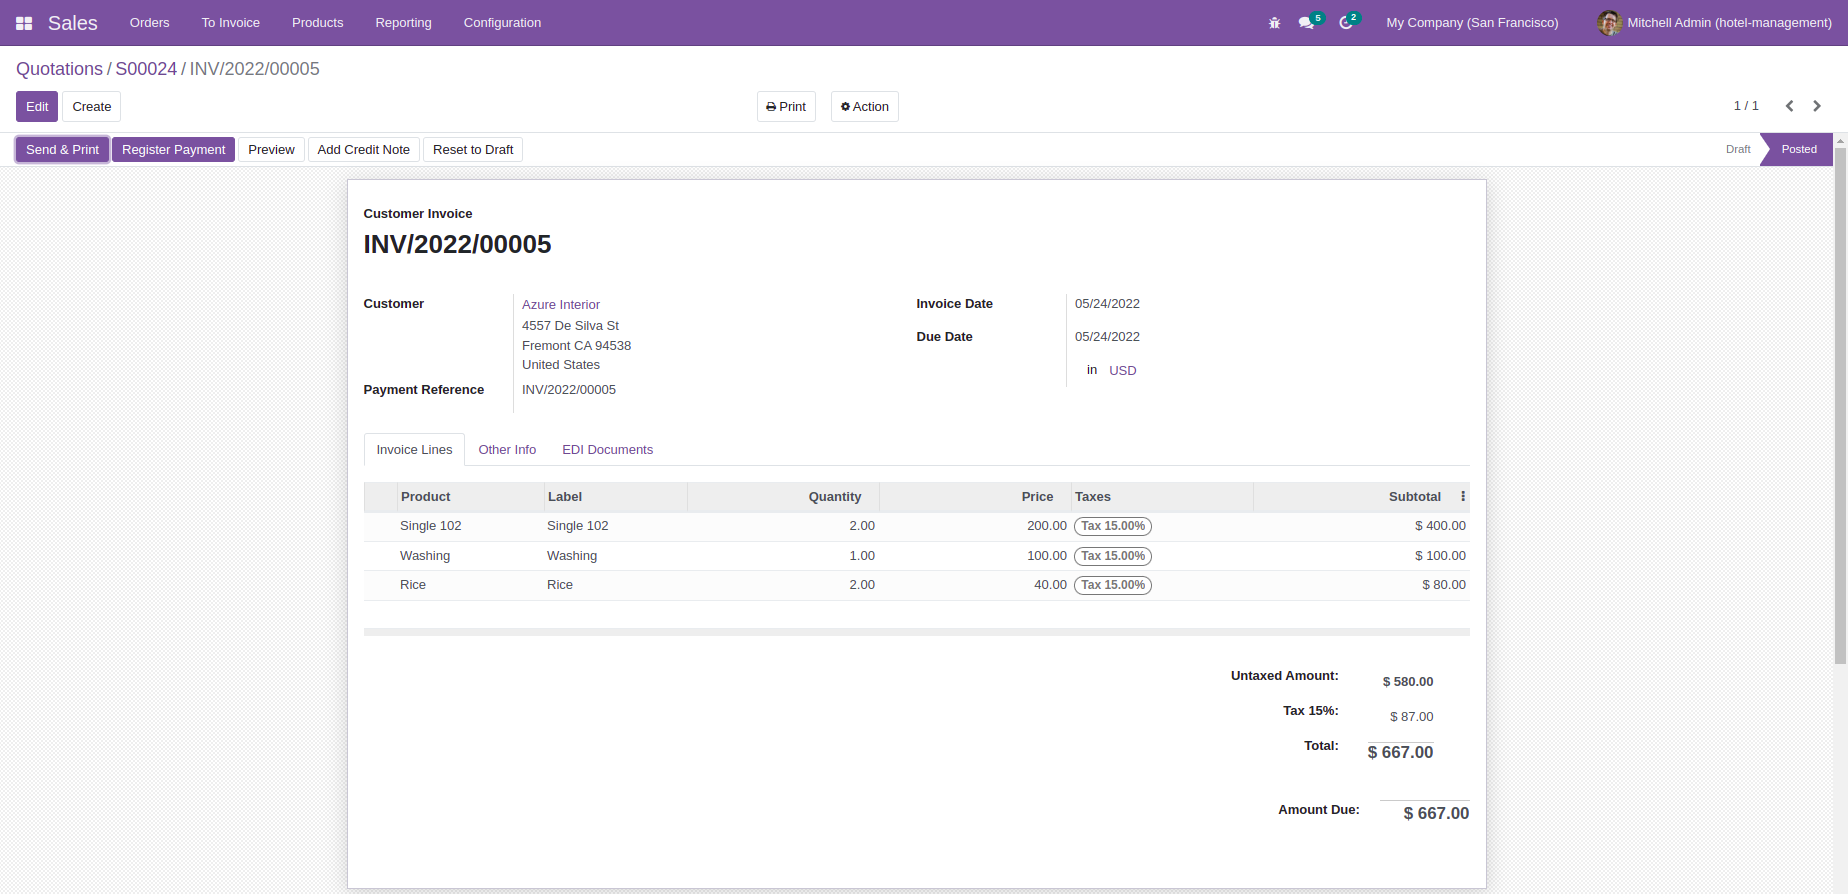 Sales Orders To Invoice Products Reporting Configuration 5 2 My Company (San Francisco) Mitchell Admin (hotel-management)
Quotations / S00024 / INV/2022/00005
Edit Create Print Action 1 / 1
Send & Print Register Payment Preview Add Credit Note Reset to Draft Draft Posted
Customer Invoice
INV/2022/00005
Customer Azure Interior Invoice Date 05/24/2022
4557 De Silva St
Fremont CA 94538 Due Date 05/24/2022
United States
in USD
Payment Reference INV/2022/00005
Invoice Lines Other Info EDI Documents
Product Label Quantity Price Taxes Subtotal
Single 102 Single 102 2.00 200.00 Tax 15.00% $ 400.00
Washing Washing 1.00 100.00 Tax 15.00% $ 100.00
Rice Rice 2.00 40.00 Tax 15.00% $ 80.00
Untaxed Amount: $ 580.00
Tax 15%: $ 87.00
Total: $ 667.00
Amount Due: $ 667.00